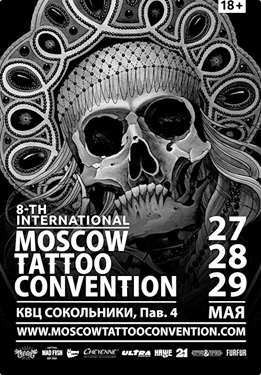 18+
8-TH
INTERNATIONAL
MOSCOW
TATTOO
CONVENTION
27
28
29
КВЦ СОКОЛЬНИКИ, Пав. 4
МАЯ
WWW.MOSCOWTATTOOCONVENTION.COM
MAD FISH
CHEYENNE
ULTRA
НАШЕ
21
FURFUR